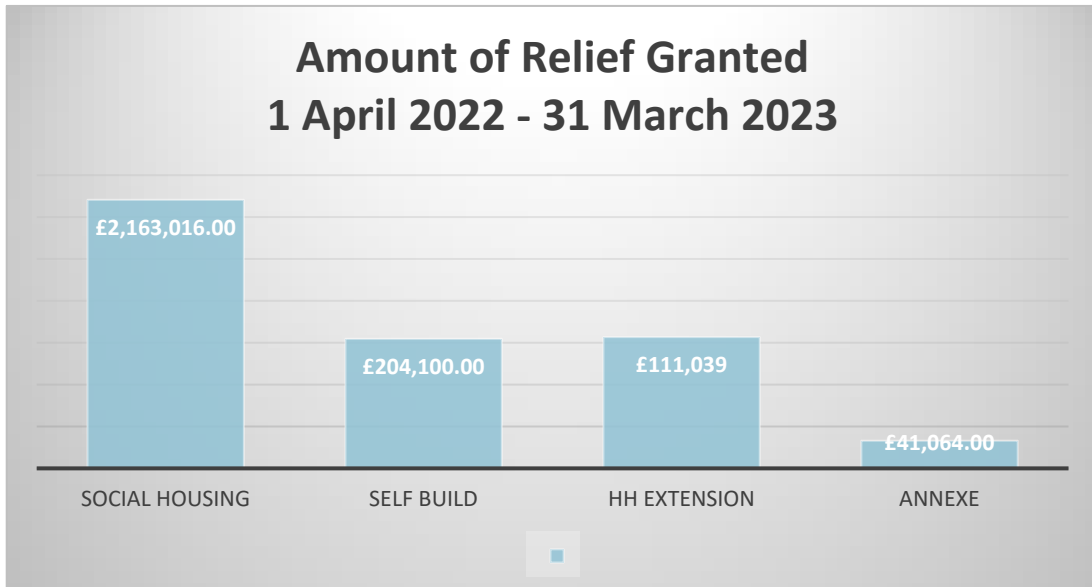 Amount of Relief Granted
1 April 2022 - 31 March 2023
£2,163,016.00
£204,100.00
£111,039
£41,064.00
SOCIAL HOUSING
SELF BUILD
HH EXTENSION
ANNEXE